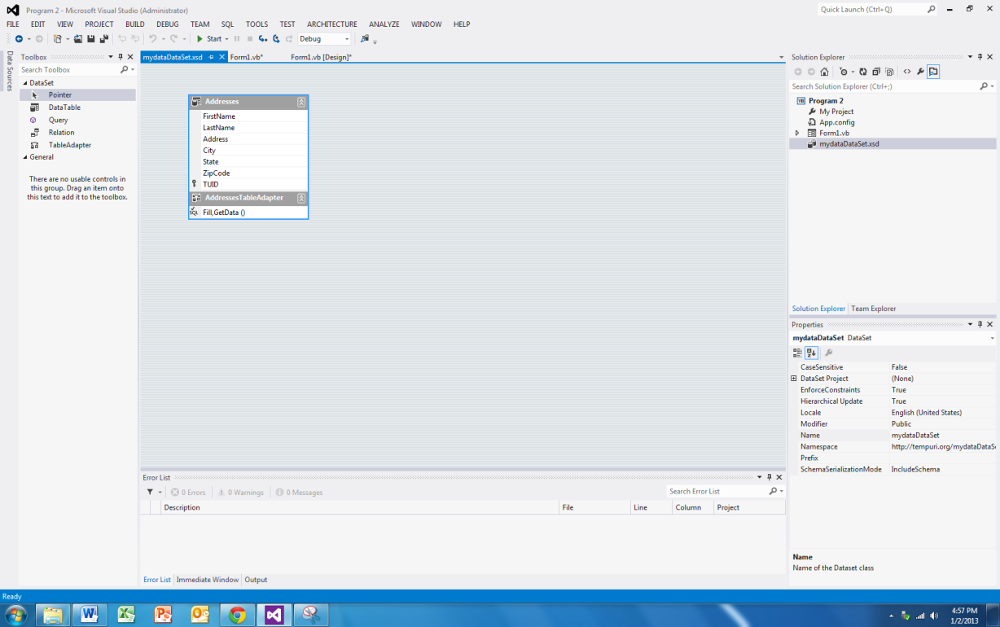 Program 2 - Microsoft Visual Studio (Administrator)
Quick Launch (Ctrl+Q)
FILE EDIT VIEW PROJECT BUILD DEBUG TEAM SQL TOOLS TEST ARCHITECTURE ANALYZE WINDOW HELP
Start Debug
Data Sources
Toolbox
Search Toolbox
DataSet
Pointer
DataTable
Query
Relation
TableAdapter
General
There are no usable controls in
this group. Drag an item onto
this text to add it to the toolbox.
mydataDataSet.xsd Form1.vb* Form1.vb [Design]*
Addresses
FirstName
LastName
Address
City
State
ZipCode
TUID
AddressesTableAdapter
SQL Fill,GetData ()
Error List
0 Errors 0 Warnings 0 Messages
Search Error List
Description File Line Column Project
Error List Immediate Window Output
Solution Explorer
Search Solution Explorer (Ctrl+;)
VB Program 2
My Project
App.config
Form1.vb
mydataDataSet.xsd
Solution Explorer Team Explorer
Properties
mydataDataSet DataSet
CaseSensitive False
DataSet Project (None)
EnforceConstraints True
Hierarchical Update True
Locale English (United States)
Modifier Public
Name mydataDataSet
Namespace http://tempuri.org/mydataDataS
Prefix
SchemaSerializationMode IncludeSchema
Name
Name of the Dataset class
Ready
4:57 PM
1/2/2013